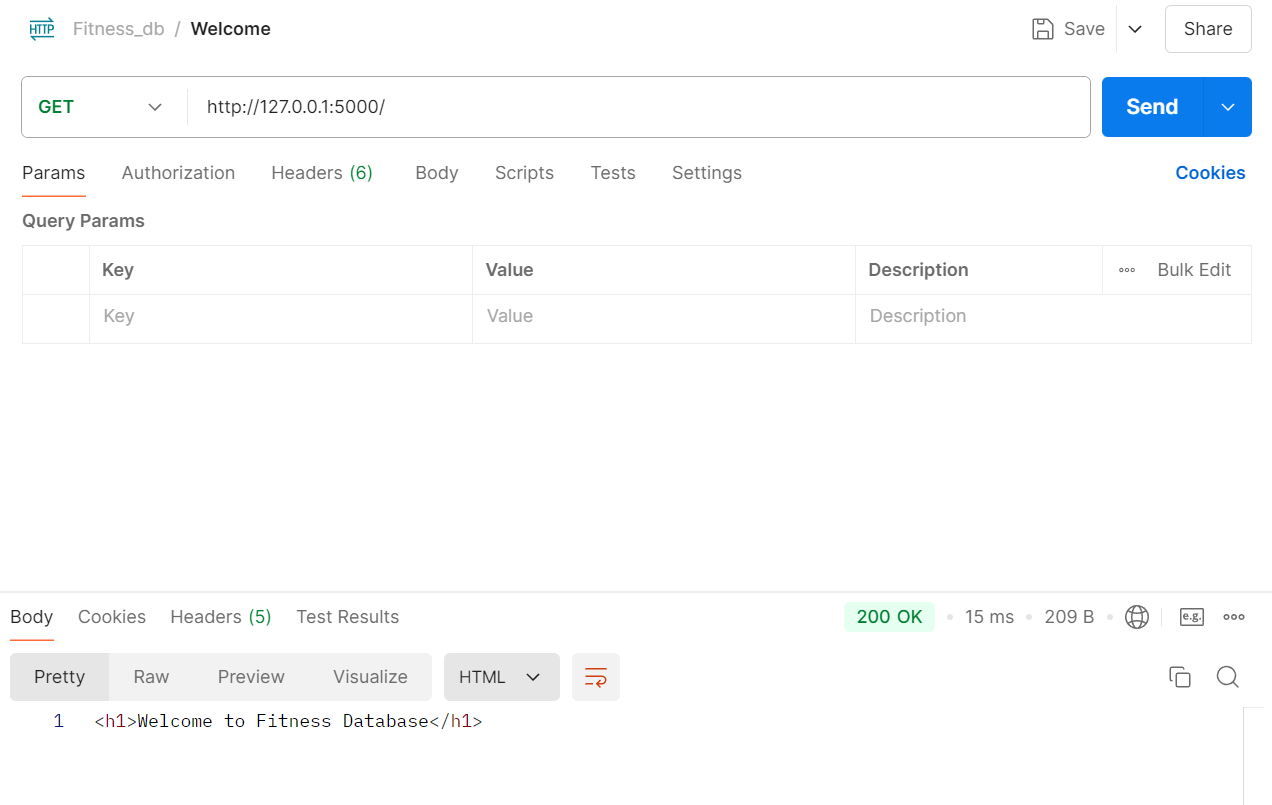 HTTP Fitness_db / Welcome Save Share
GET http://127.0.0.1:5000/ Send
Params Authorization Headers (6) Body Scripts Tests Settings Cookies
Query Params
Key Value Description Bulk Edit
Key Value Description
Body Cookies Headers (5) Test Results 200 OK 15 ms 209 B e.g.
Pretty Raw Preview Visualize HTML
1 <h1>Welcome to Fitness Database</h1>